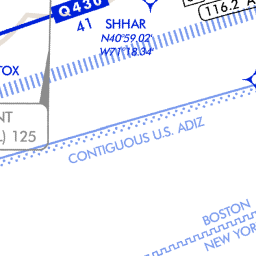 Q430
116.2 A
41
SHHAR
N40°59.02'
W71°18.34'
TOX
NT
) 125
CONTIGUOUS U.S. ADIZ
BOSTON
NEW YORK